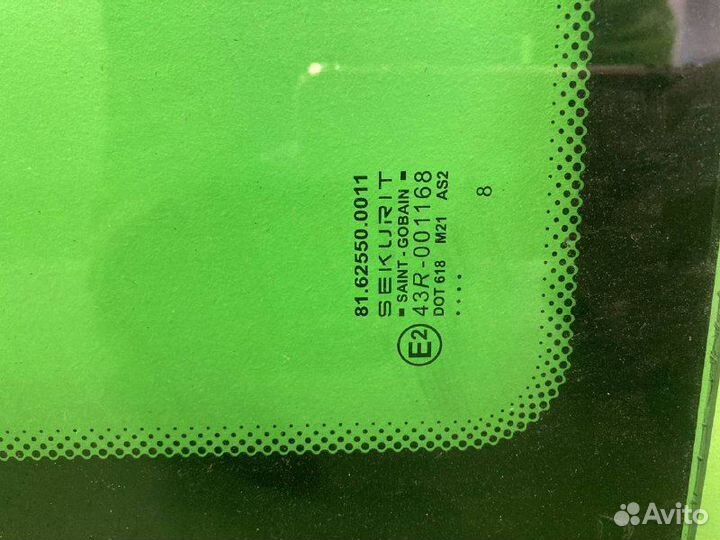 81.62550.0011
SEKURIT
SAINT-GOBAIN
E2 43R-001168
DOT 618 M21 AS2
....
8
Avito